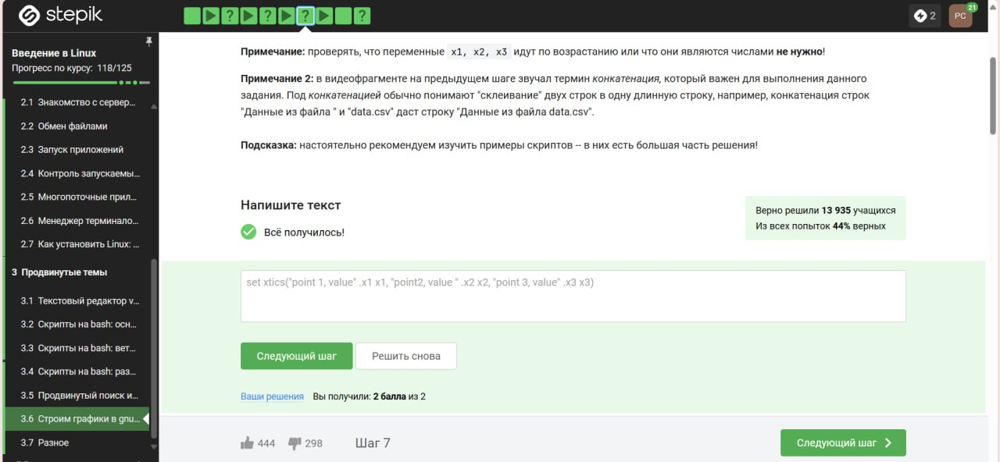 stepik
? ? ? ?
2
PC
21
Введение в Linux
Прогресс по курсу: 118/125
2.1 Знакомство с сервер...
2.2 Обмен файлами
2.3 Запуск приложений
2.4 Контроль запускаемы...
2.5 Многопоточные прил...
2.6 Менеджер терминало...
2.7 Как установить Linux: ...
3 Продвинутые темы
3.1 Текстовый редактор v...
3.2 Скрипты на bash: осн...
3.3 Скрипты на bash: вет...
3.4 Скрипты на bash: раз...
3.5 Продвинутый поиск и...
3.6 Строим графики в gnu...
3.7 Разное
Примечание: проверять, что переменные x1, x2, x3 идут по возрастанию или что они являются числами не нужно!
Примечание 2: в видеофрагменте на предыдущем шаге звучал термин конкатенация, который важен для выполнения данного
задания. Под конкатенацией обычно понимают "склеивание" двух строк в одну длинную строку, например, конкатенация строк
"Данные из файла " и "data.csv" даст строку "Данные из файла data.csv".
Подсказка: настоятельно рекомендуем изучить примеры скриптов -- в них есть большая часть решения!
Напишите текст
Всё получилось!
Верно решили 13 935 учащихся
Из всех попыток 44% верных
set xtics("point 1, value" .x1 x1, "point2, value " .x2 x2, "point 3, value" .x3 x3)
Следующий шаг
Решить снова
Ваши решения Вы получили: 2 балла из 2
444
298
Шаг 7
Следующий шаг